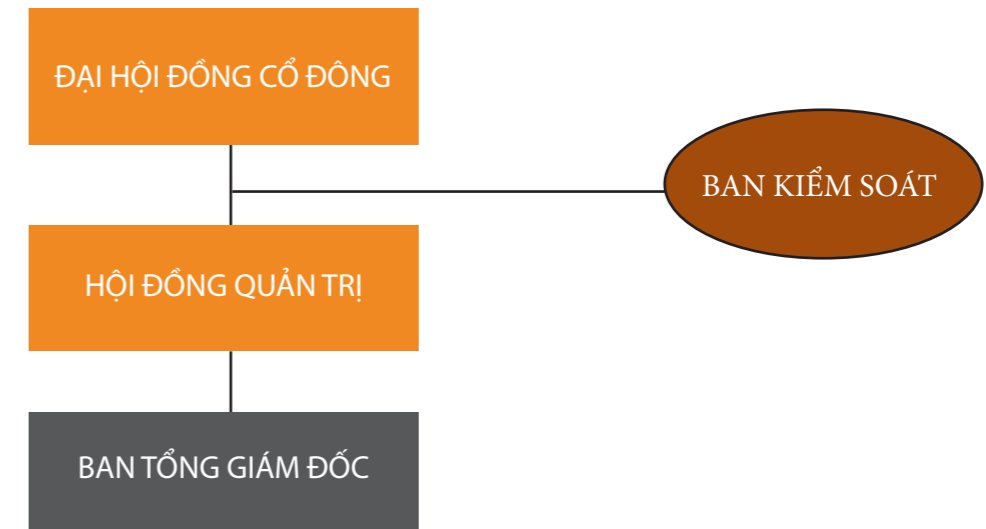 ĐẠI HỘI ĐỒNG CỔ ĐÔNG
BAN KIỂM SOÁT
HỘI ĐỒNG QUẢN TRỊ
BAN TỔNG GIÁM ĐỐC